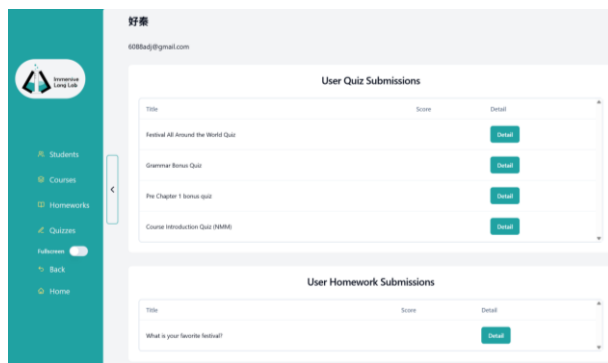 好秦
6088adj@gmail.com
Immersive
Lang Lab
Students
Courses
Homeworks
Quizzes
Fullscreen
Back
Home
<
User Quiz Submissions
Title Score Detail
Festival All Around the World Quiz Detail
Grammar Bonus Quiz Detail
Pre Chapter 1 bonus quiz Detail
Course Introduction Quiz (NMM) Detail
User Homework Submissions
Title Score Detail
What is your favorite festival? Detail